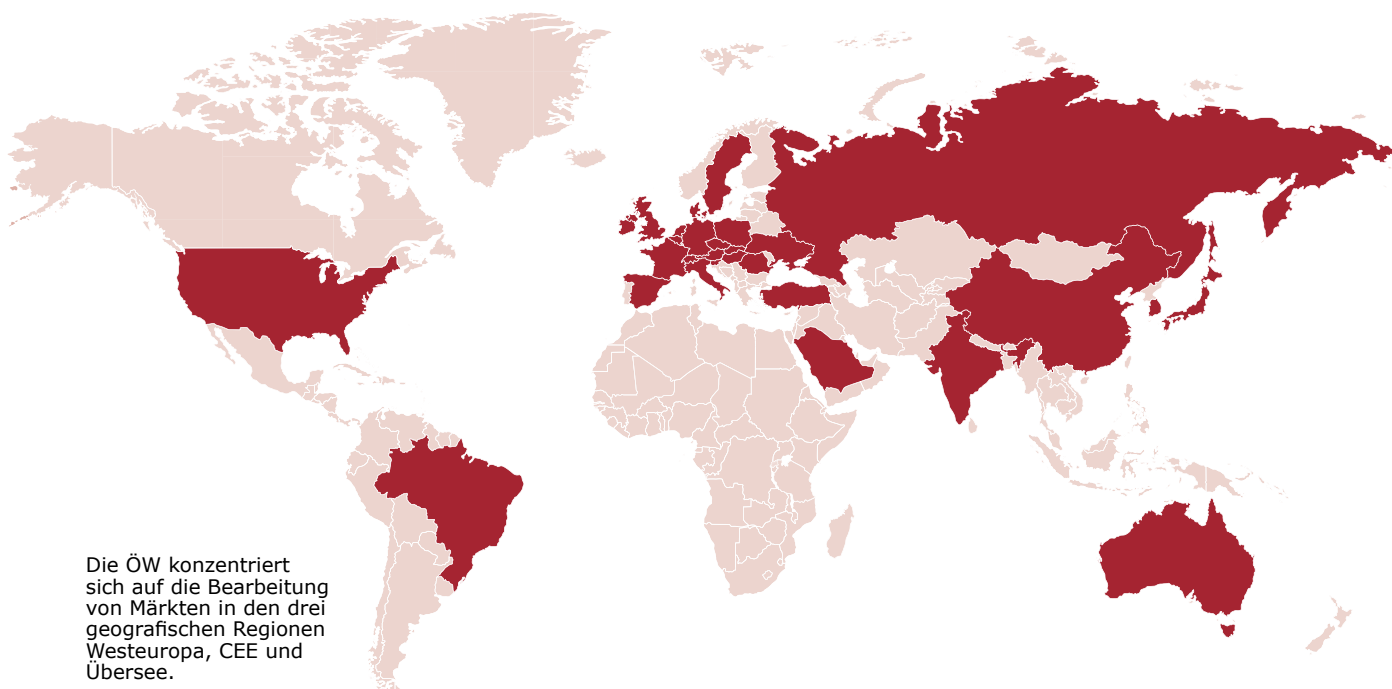 Die ÖW konzentriert
sich auf die Bearbeitung
von Märkten in den drei
geografischen Regionen
Westeuropa, CEE und
Übersee.